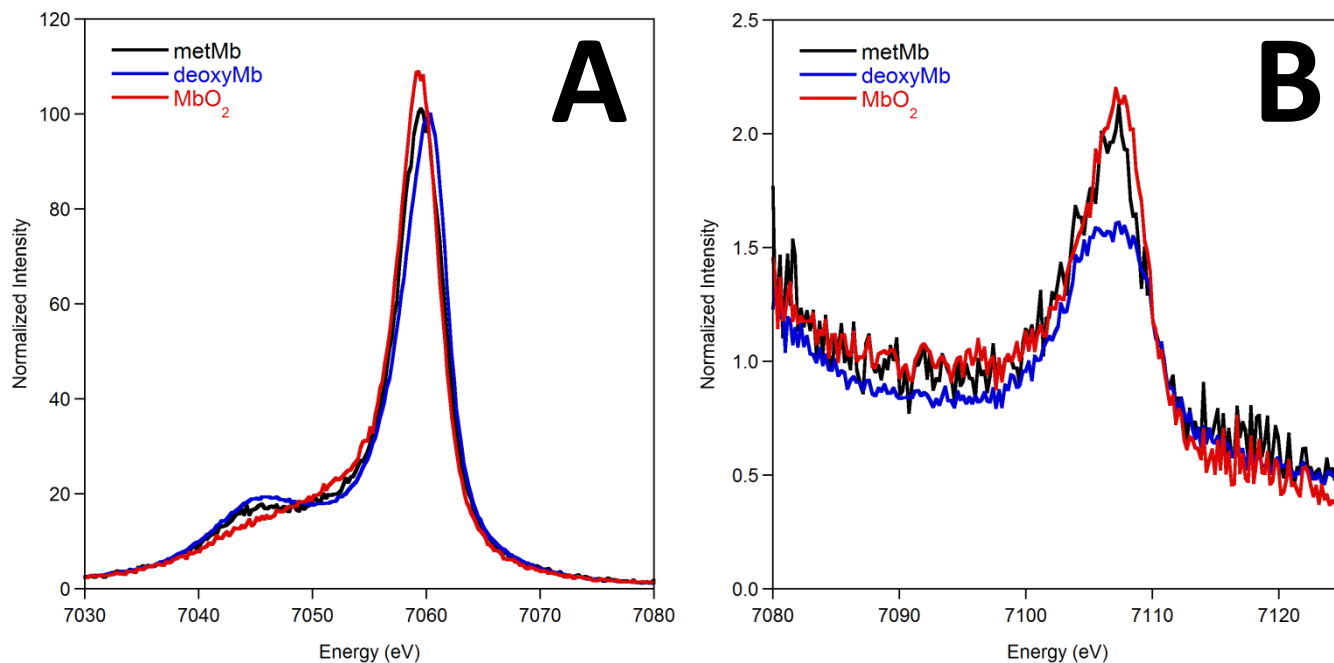 A
metMb
deoxyMb
MbO₂
Normalized Intensity
120
100
80
60
40
20
0
7030
7040
7050
7060
7070
7080
Energy (eV)
B
metMb
deoxyMb
MbO₂
Normalized Intensity
2.5
2.0
1.5
1.0
0.5
0.0
7080
7090
7100
7110
7120
Energy (eV)